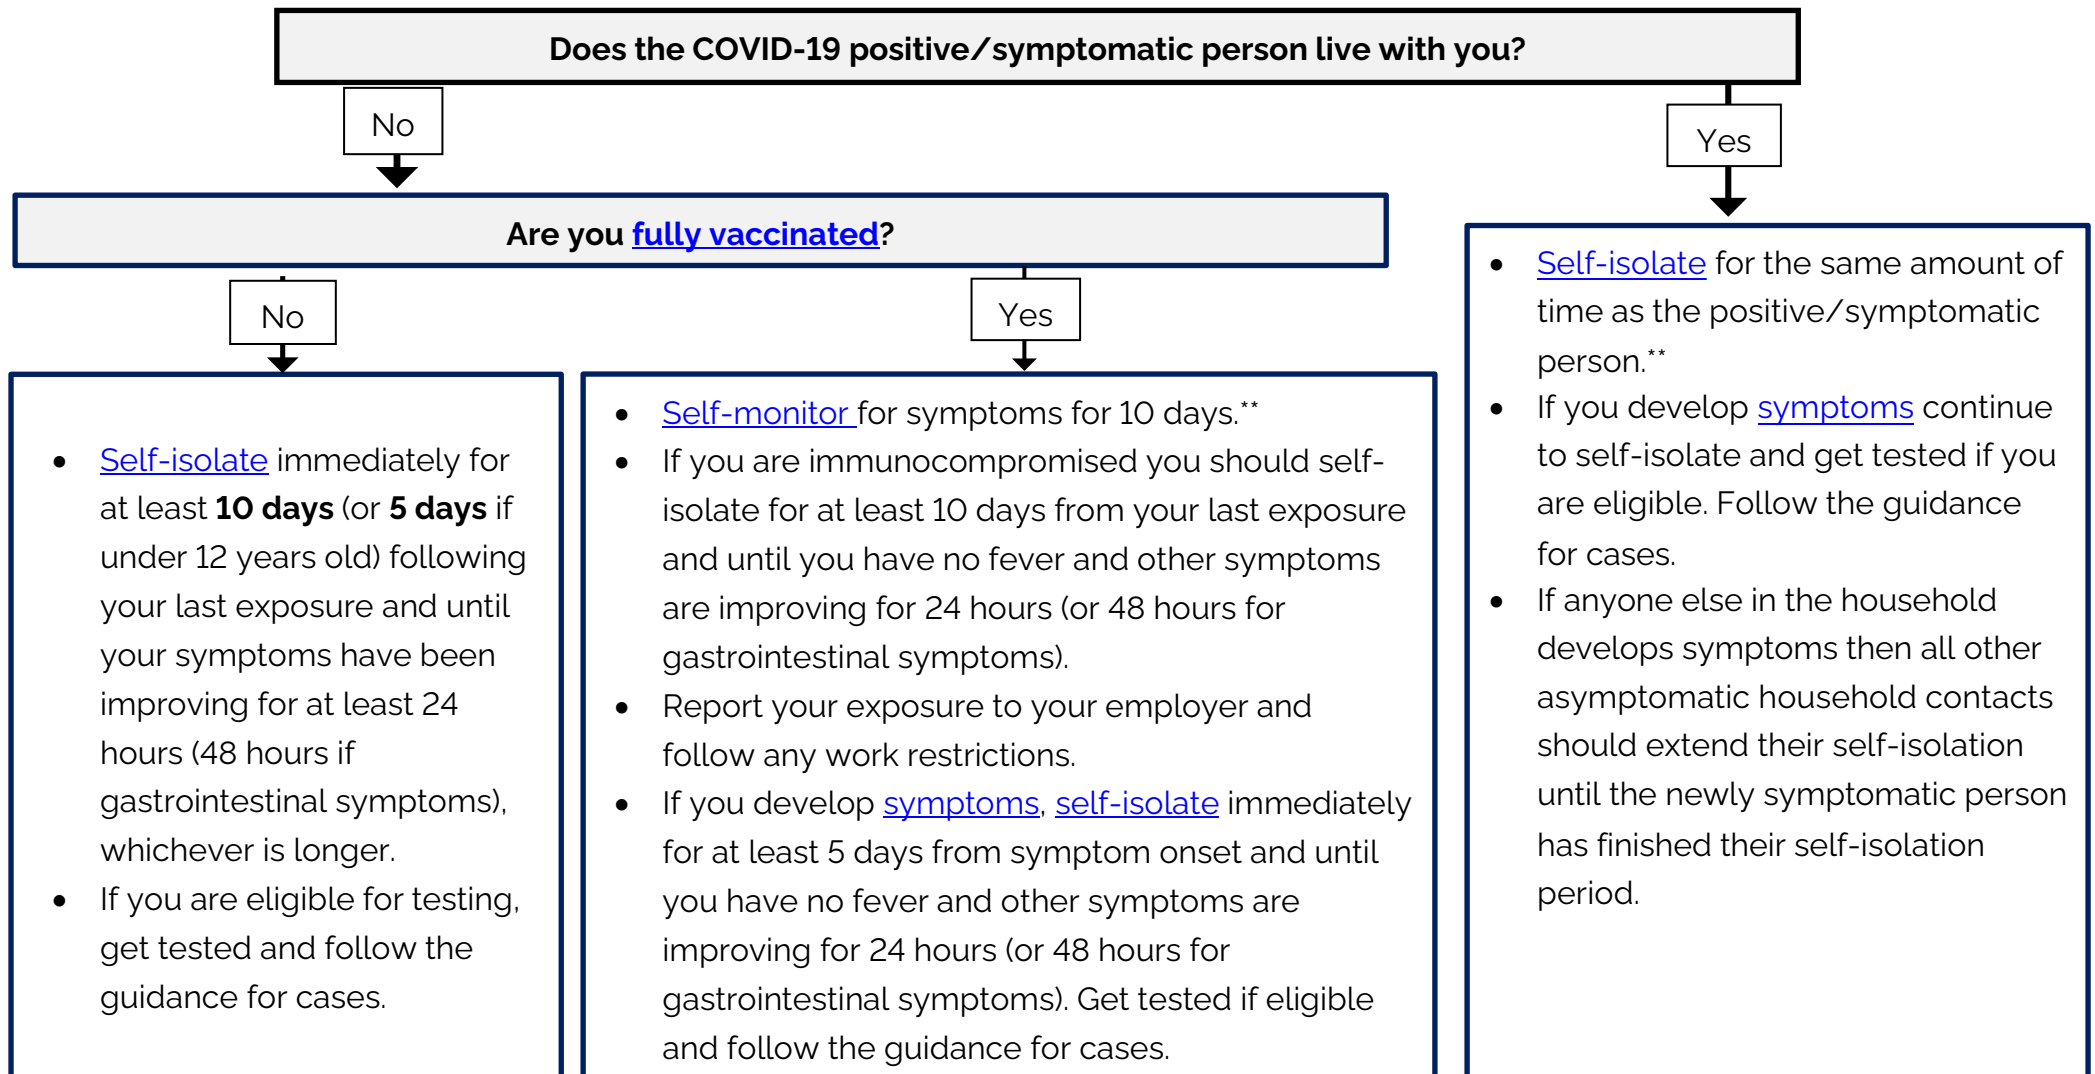 Does the COVID-19 positive/symptomatic person live with you?
No
Yes
Are you fully vaccinated?
No
Yes
• Self-isolate immediately for
at least 10 days (or 5 days if
under 12 years old) following
your last exposure and until
your symptoms have been
improving for at least 24
hours (48 hours if
gastrointestinal symptoms),
whichever is longer.
• If you are eligible for testing,
get tested and follow the
guidance for cases.
• Self-monitor for symptoms for 10 days.**
• If you are immunocompromised you should self-
isolate for at least 10 days from your last exposure
and until you have no fever and other symptoms
are improving for 24 hours (or 48 hours for
gastrointestinal symptoms).
• Report your exposure to your employer and
follow any work restrictions.
• If you develop symptoms, self-isolate immediately
for at least 5 days from symptom onset and until
you have no fever and other symptoms are
improving for 24 hours (or 48 hours for
gastrointestinal symptoms). Get tested if eligible
and follow the guidance for cases.
• Self-isolate for the same amount of
time as the positive/symptomatic
person.**
• If you develop symptoms continue
to self-isolate and get tested if you
are eligible. Follow the guidance
for cases.
• If anyone else in the household
develops symptoms then all other
asymptomatic household contacts
should extend their self-isolation
until the newly symptomatic person
has finished their self-isolation
period.